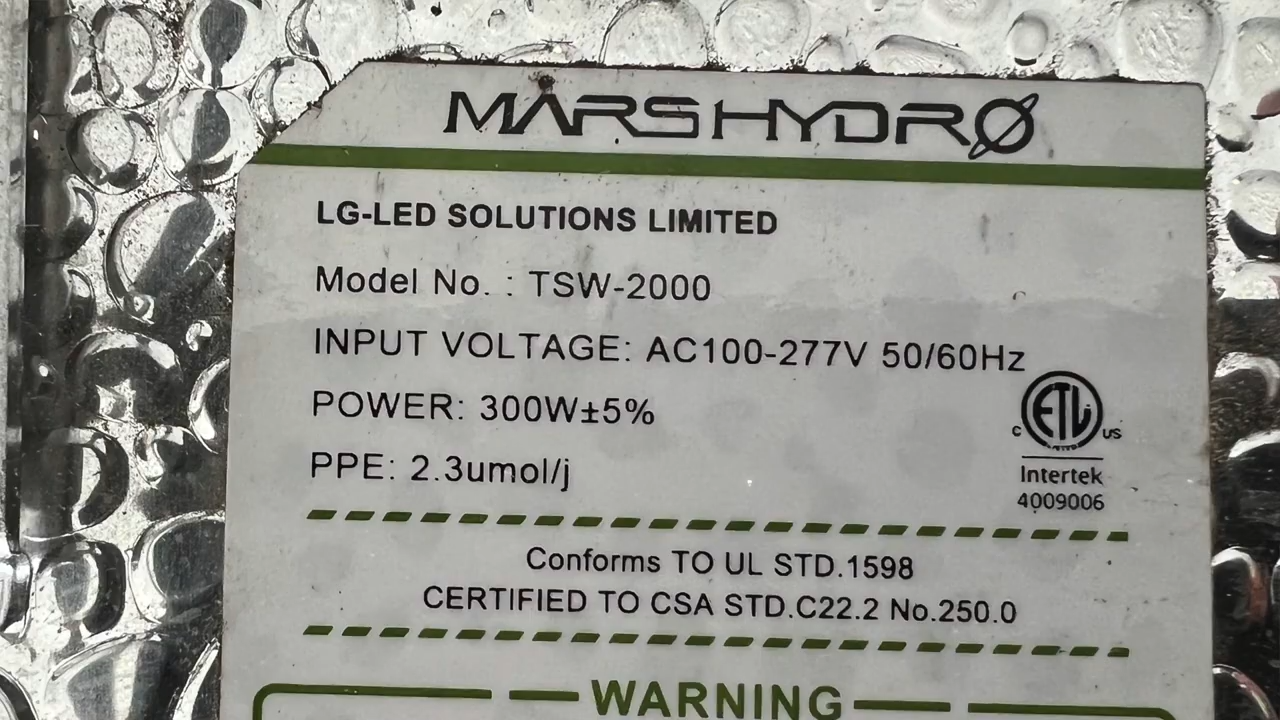 MARS HYDRO
LG-LED SOLUTIONS LIMITED
Model No. : TSW-2000
INPUT VOLTAGE: AC100-277V 50/60Hz
POWER: 300W±5%
PPE: 2.3umol/j
ETL
C US
Intertek
4009006
Conforms TO UL STD.1598
CERTIFIED TO CSA STD.C22.2 No.250.0
WARNING